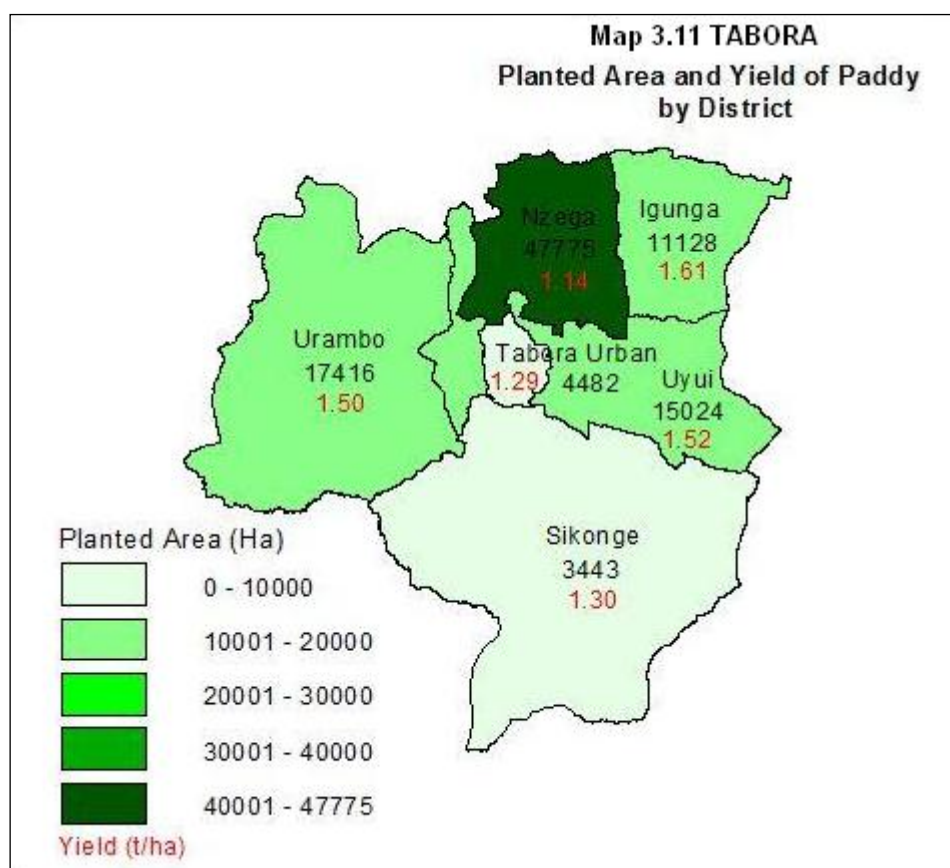 Map 3.11 TABORA
Planted Area and Yield of Paddy
by District
Nzega
47775
1.14
Igunga
11128
1.61
Urambo
17416
1.50
Tabora Urban
1.29 4482
Uyui
15024
1.52
Sikonge
3443
1.30
Planted Area (Ha)
0 - 10000
10001 - 20000
20001 - 30000
30001 - 40000
40001 - 47775
Yield (t/ha)